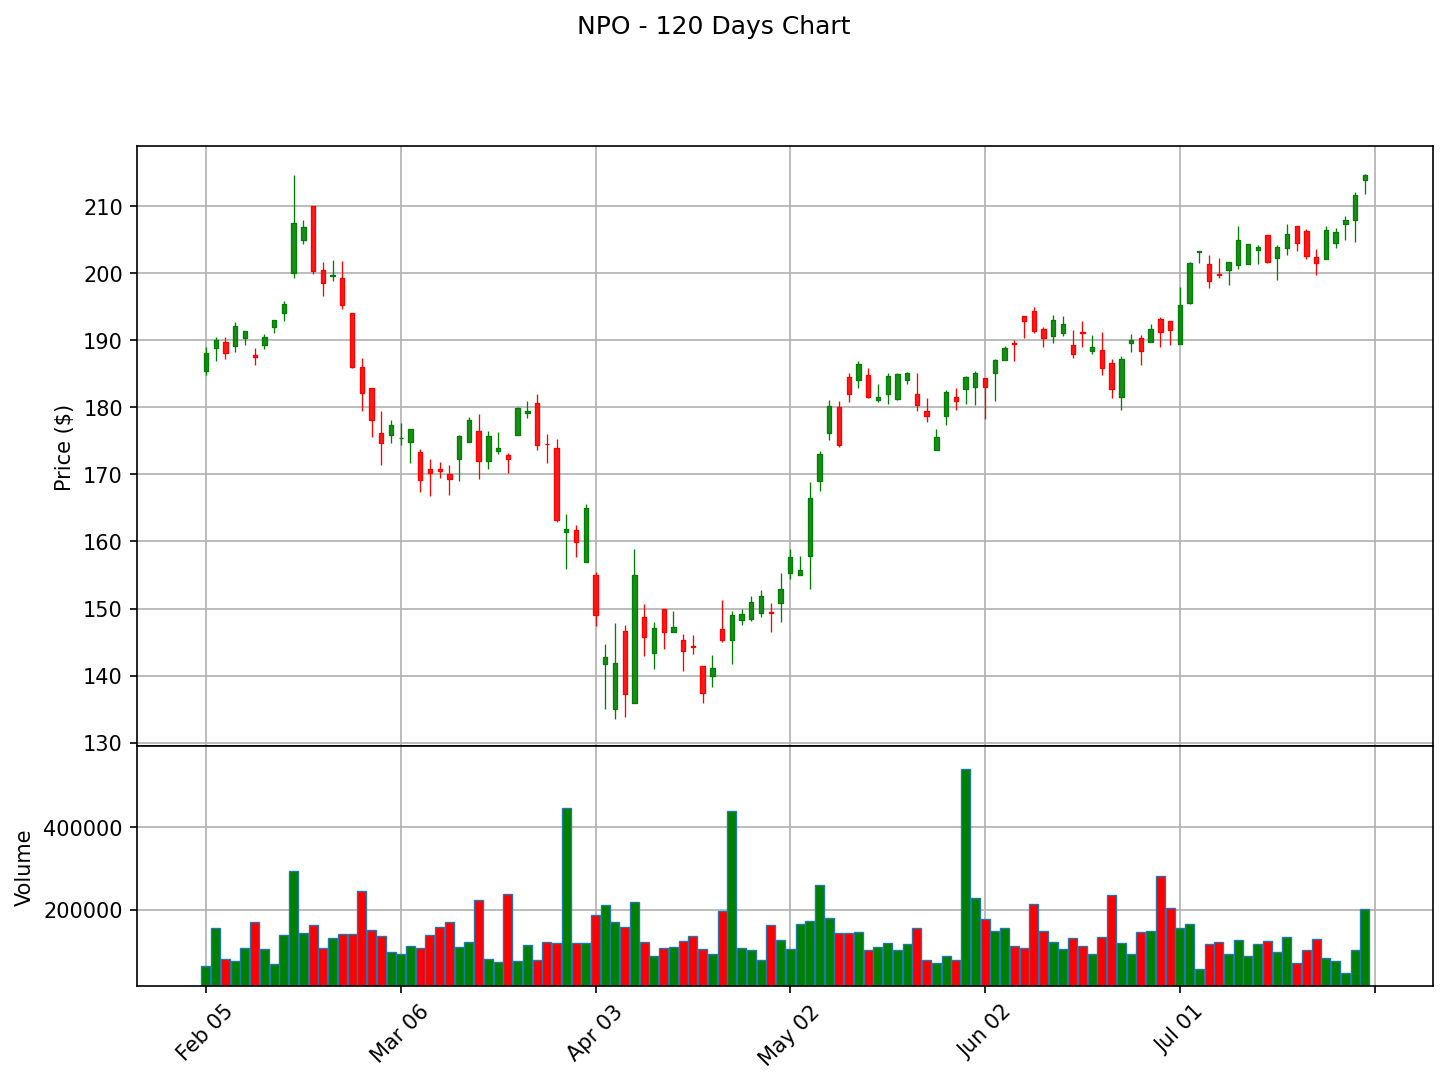 NPO - 120 Days Chart
Price ($)
210
200
190
180
170
160
150
140
130
Volume
400000
200000
Feb 05
Mar 06
Apr 03
May 02
Jun 02
Jul 01